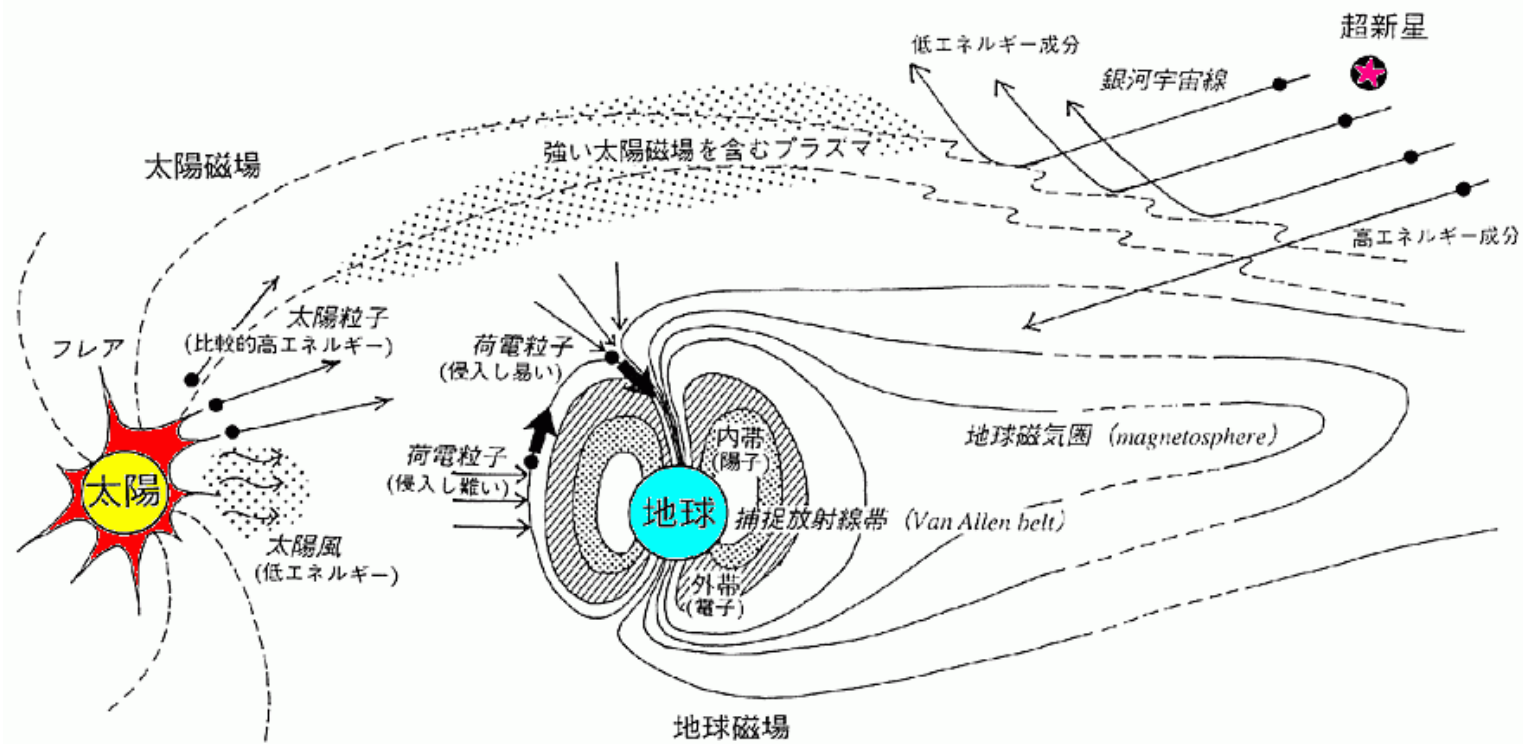 超新星
低エネルギー成分
銀河宇宙線
太陽磁場
強い太陽磁場を含むプラズマ
高エネルギー成分
太陽粒子
(比較的高エネルギー)
フレア
荷電粒子
(侵入し易い)
荷電粒子
(侵入し難い)
内帯
(陽子)
地球磁気圏(magnetosphere)
太陽
地球
捕捉放射線帯(Van Allen belt)
太陽風
(低エネルギー)
外帯
(電子)
地球磁場